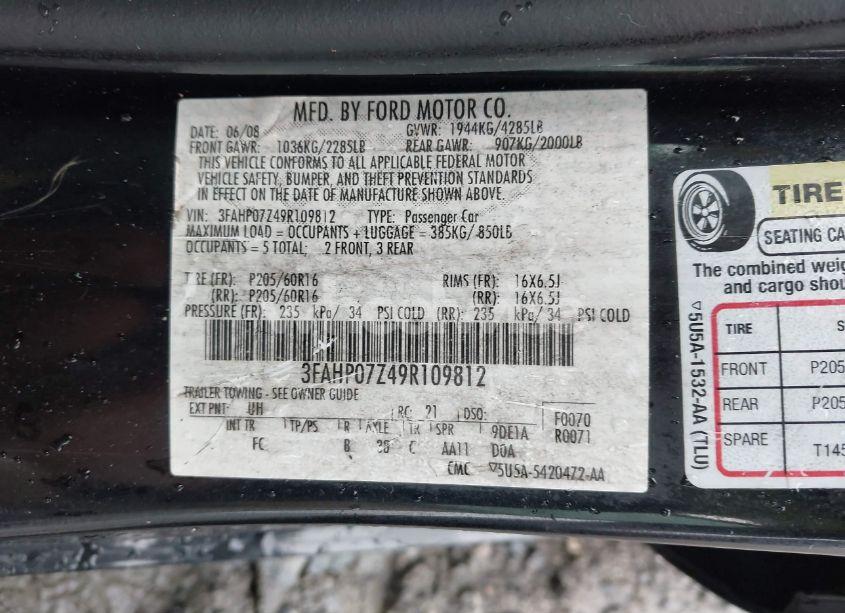 MFD. BY FORD MOTOR CO.
DATE: 06/08 GVWR: 1944KG/4285LB
FRONT GAWR: 1036KG/2285LB REAR GAWR: 907KG/2000LB
THIS VEHICLE CONFORMS TO ALL APPLICABLE FEDERAL MOTOR
VEHICLE SAFETY, BUMPER, AND THEFT PREVENTION STANDARDS
IN EFFECT ON THE DATE OF MANUFACTURE SHOWN ABOVE.
VIN: 3FAHP07Z49R109812 TYPE: Passenger Car
MAXIMUM LOAD = OCCUPANTS + LUGGAGE = 385KG/ 850LB
OCCUPANTS = 5 TOTAL; 2 FRONT, 3 REAR
TIRE (FR): P205/60R16 RIMS (FR): 16X6.5J
(RR): P205/60R16 (RR): 16X6.5J
PRESSURE (FR): 235 kPa/ 34 PSI COLD (RR): 235 kPa/ 34 PSI COLD
3FAHP07Z49R109812
TRAILER TOWING - SEE OWNER GUIDE
EXT PNT: UH RC: 21 DSO: F0070
INT TR TP/PS R AXLE TR SPR 9DE1A R0071
FC B C AA11 D0A
CMC ▽5U5A-5420472-AA
TIRE
SEATING CA
The combined weig
and cargo shou
TIRE S
FRONT P205
REAR P205
SPARE T145
▽5U5A-1532-AA (TLU)